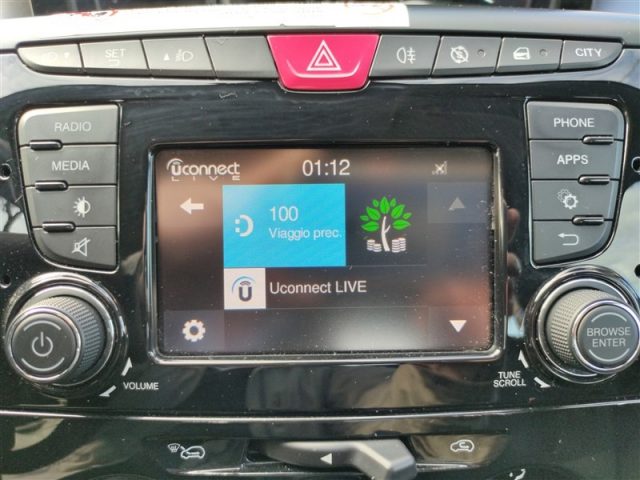 SET
CITY
RADIO
MEDIA
PHONE
APPS
uconnect
LIVE
01:12
100
Viaggio prec.
Uconnect LIVE
VOLUME
BROWSE
ENTER
TUNE
SCROLL